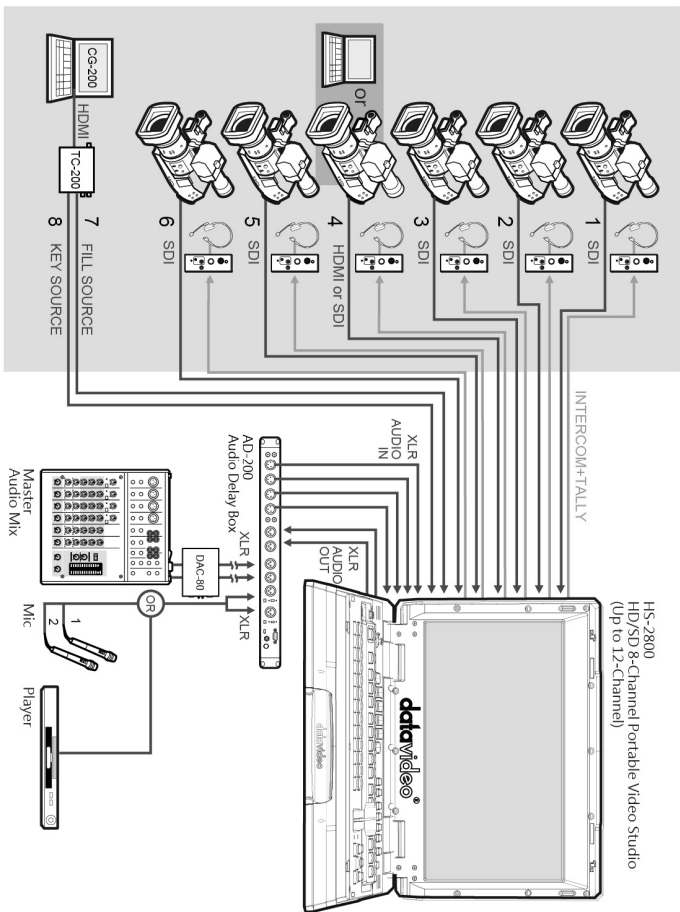 CG-200
HDMI
TC-200
or
6 SDI
5 SDI
4 HDMI or SDI
3 SDI
2 SDI
1 SDI
7 FILL SOURCE
8 KEY SOURCE
INTERCOM+TALLY
XLR
AUDIO IN
XLR
AUDIO
OUT
AD-200
Audio Delay Box
XLR
XLR
DAC-80
OR
Master
Audio Mix
Mic
1
2
Player
HS-2800
HD/SD 8-Channel Portable Video Studio
(Up to 12-Channel)
datavideo®
datavideo